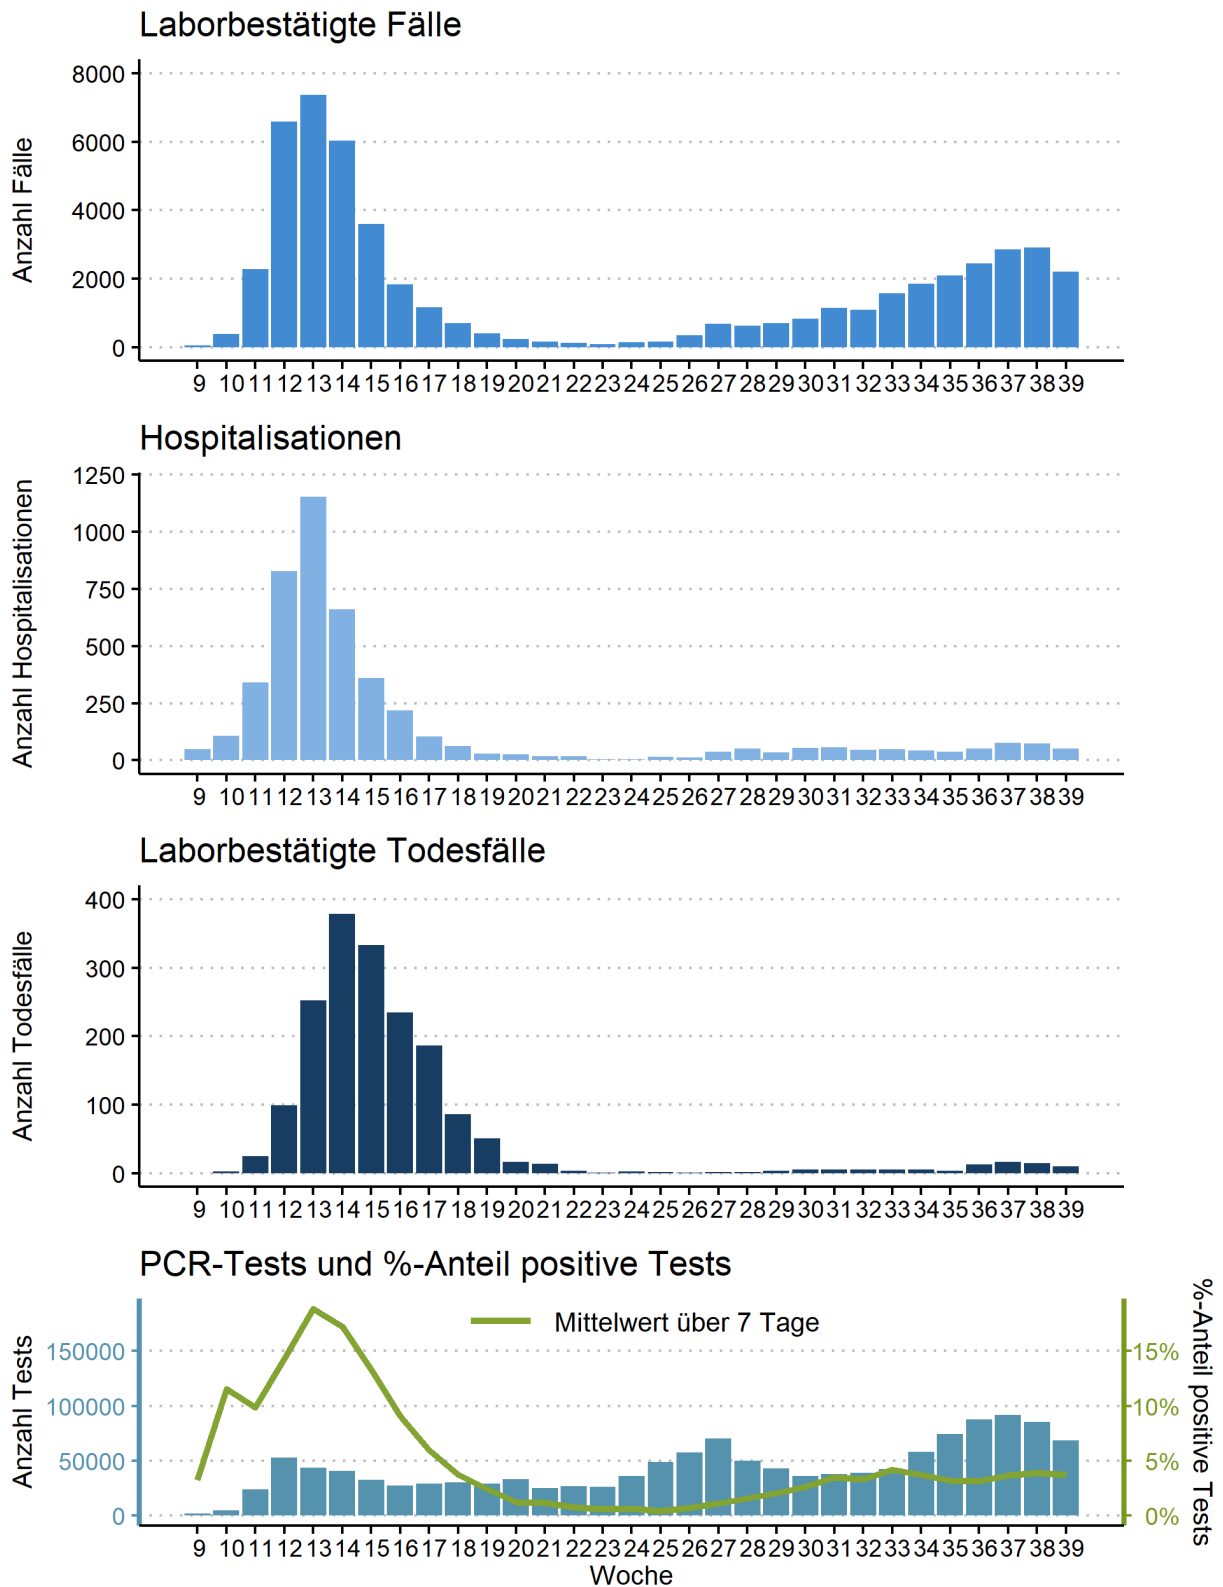 Laborbestätigte Fälle
Anzahl Fälle
8000
6000
4000
2000
0
9 10 11 12 13 14 15 16 17 18 19 20 21 22 23 24 25 26 27 28 29 30 31 32 33 34 35 36 37 38 39
Hospitalisationen
Anzahl Hospitalisationen
1250
1000
750
500
250
0
9 10 11 12 13 14 15 16 17 18 19 20 21 22 23 24 25 26 27 28 29 30 31 32 33 34 35 36 37 38 39
Laborbestätigte Todesfälle
Anzahl Todesfälle
400
300
200
100
0
9 10 11 12 13 14 15 16 17 18 19 20 21 22 23 24 25 26 27 28 29 30 31 32 33 34 35 36 37 38 39
PCR-Tests und %-Anteil positive Tests
Mittelwert über 7 Tage
Anzahl Tests
150000
100000
50000
0
15%
10%
5%
0%
%-Anteil positive Tests
9 10 11 12 13 14 15 16 17 18 19 20 21 22 23 24 25 26 27 28 29 30 31 32 33 34 35 36 37 38 39
Woche